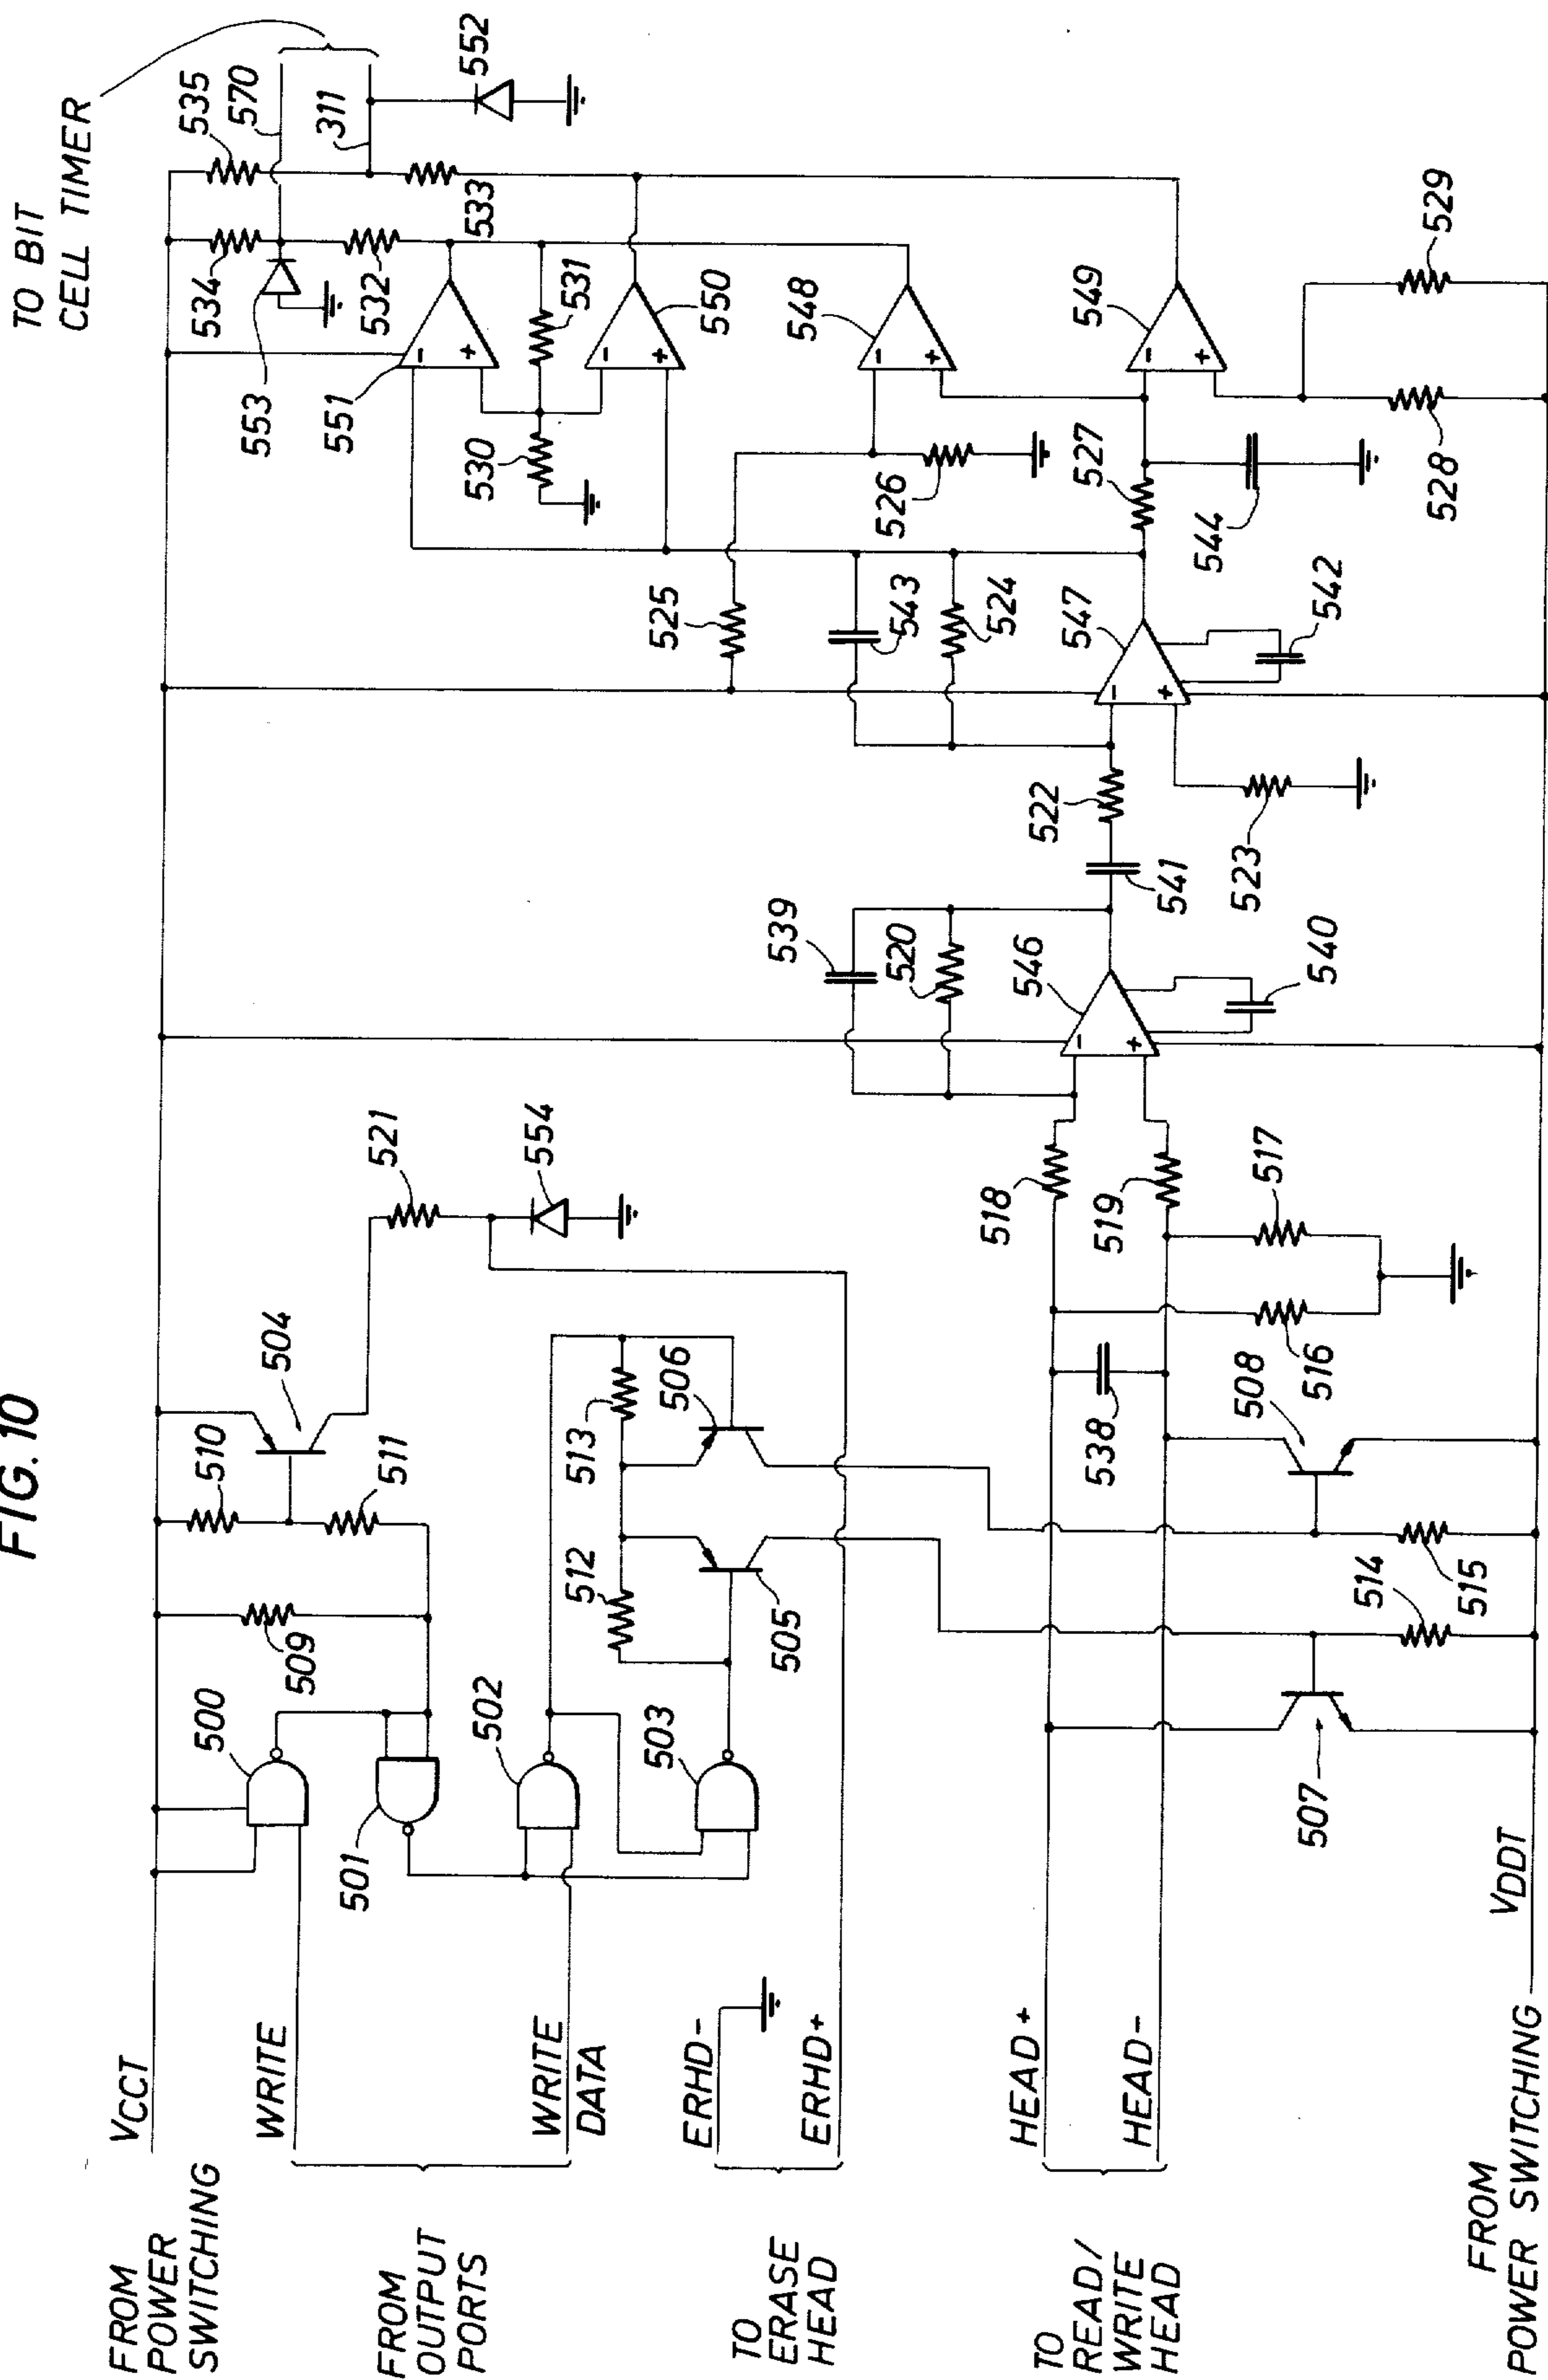 FIG. 10
FROM
POWER
SWITCHING
VCCT
WRITE
FROM
OUTPUT
PORTS
WRITE
DATA
TO
ERASE
HEAD
ERHD-
ERHD+
TO
READ/
WRITE
HEAD
HEAD+
HEAD-
FROM
POWER SWITCHING
VDDT
TO BIT
CELL TIMER
500
501
502
503
504
505
506
507
508
509
510
511
512
513
514
515
516
517
518
519
520
521
522
523
524
525
526
527
528
529
530
531
532
533
534
535
538
539
540
541
542
543
544
546
547
548
549
550
551
552
553
554
570
311
-
+
-
+
-
+
-
+
-
+
-
+